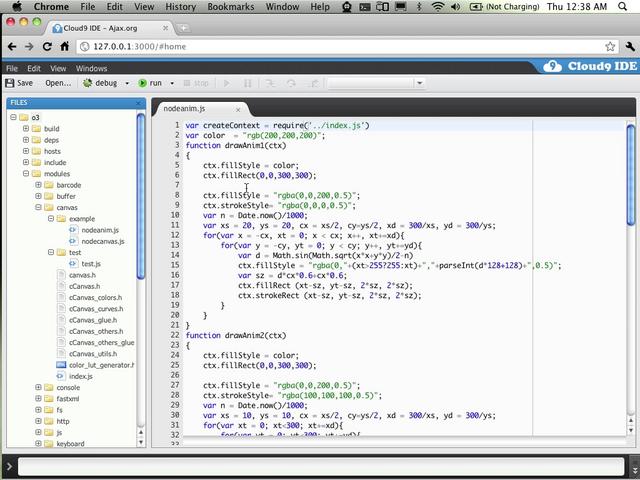 Chrome File Edit View History Bookmarks Window Help (Not Charging) Thu 12:38 AM
Cloud9 IDE - Ajax.org
127.0.0.1:3000/#home
File Edit View Windows
Cloud9 IDE
Save Open... debug run stop
FILES
nodeanim.js
o3
build
deps
hosts
include
modules
barcode
buffer
canvas
example
nodeanim.js
nodecanvas.js
test
test.js
canvas.h
cCanvas.h
cCanvas_colors.h
cCanvas_curves.h
cCanvas_glue.h
cCanvas_others.h
cCanvas_others_glue
cCanvas_utils.h
color_lut_generator.h
index.js
console
fastxml
fs
http
js
keyboard
1 var createContext = require('../index.js')
2 var color = "rgb(200,200,200)";
3 function drawAnim1(ctx)
4 {
5 ctx.fillStyle = color;
6 ctx.fillRect(0,0,300,300);
7
8 ctx.fillStyle = "rgba(0,0,200,0.5)";
9 ctx.strokeStyle= "rgba(0,0,0,0.5)";
10 var n = Date.now()/1000;
11 var xs = 20, ys = 20, cx = xs/2, cy=ys/2, xd = 300/xs, yd = 300/ys;
12 for(var x = -cx, xt = 0; x < cx; x++, xt+=xd){
13 for(var y = -cy, yt = 0; y < cy; y++, yt+=yd){
14 var d = Math.sin(Math.sqrt(x*x+y*y)/2-n)
15 ctx.fillStyle = "rgba(0,"+(xt>255?255:xt)+","+parseInt(d*128+128)+",0.5)";
16 var sz = d*cx*0.6+cx*0.6;
17 ctx.fillRect (xt-sz, yt-sz, 2*sz, 2*sz);
18 ctx.strokeRect (xt-sz, yt-sz, 2*sz, 2*sz);
19 }
20 }
21 }
22 function drawAnim2(ctx)
23 {
24 ctx.fillStyle = color;
25 ctx.fillRect(0,0,300,300);
26
27 ctx.fillStyle = "rgba(0,0,200,0.5)";
28 ctx.strokeStyle= "rgba(100,100,100,0.5)";
29 var n = Date.now()/1000;
30 var xs = 10, ys = 10, cx = xs/2, cy=ys/2, xd = 300/xs, yd = 300/ys;
31 for(var xt = 0; xt<300; xt+=xd){
32 for(var yt = 0; yt<300; yt+=yd){
33